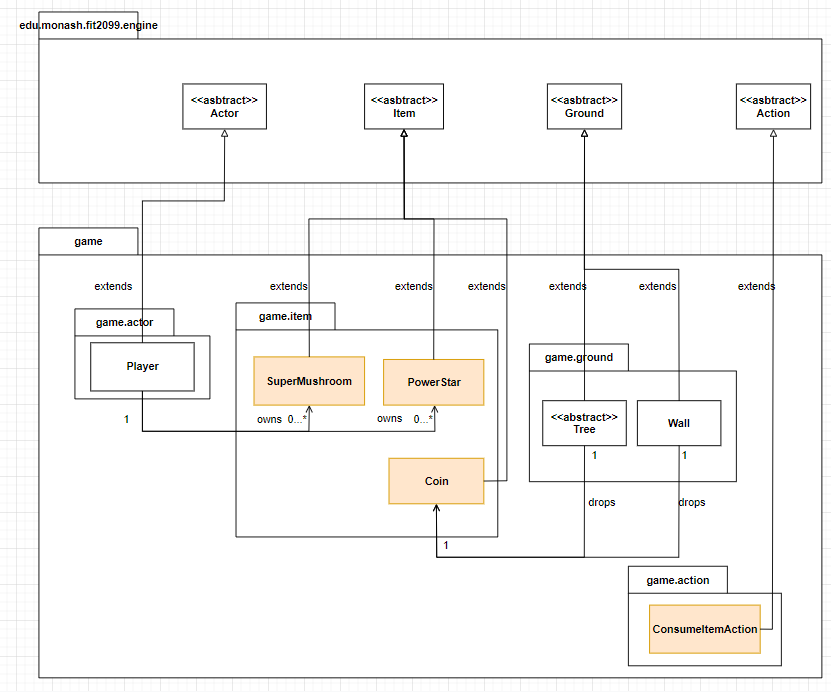 edu.monash.fit2099.engine
<<asbtract>>
Actor
<<asbtract>>
Item
<<asbtract>>
Ground
<<asbtract>>
Action
game
extends
extends
extends
extends
extends
extends
extends
game.actor
game.item
game.ground
Player
SuperMushroom
PowerStar
<<abstract>>
Tree
Wall
1
owns 0...*
owns 0...*
1
1
Coin
drops
drops
1
game.action
ConsumeItemAction